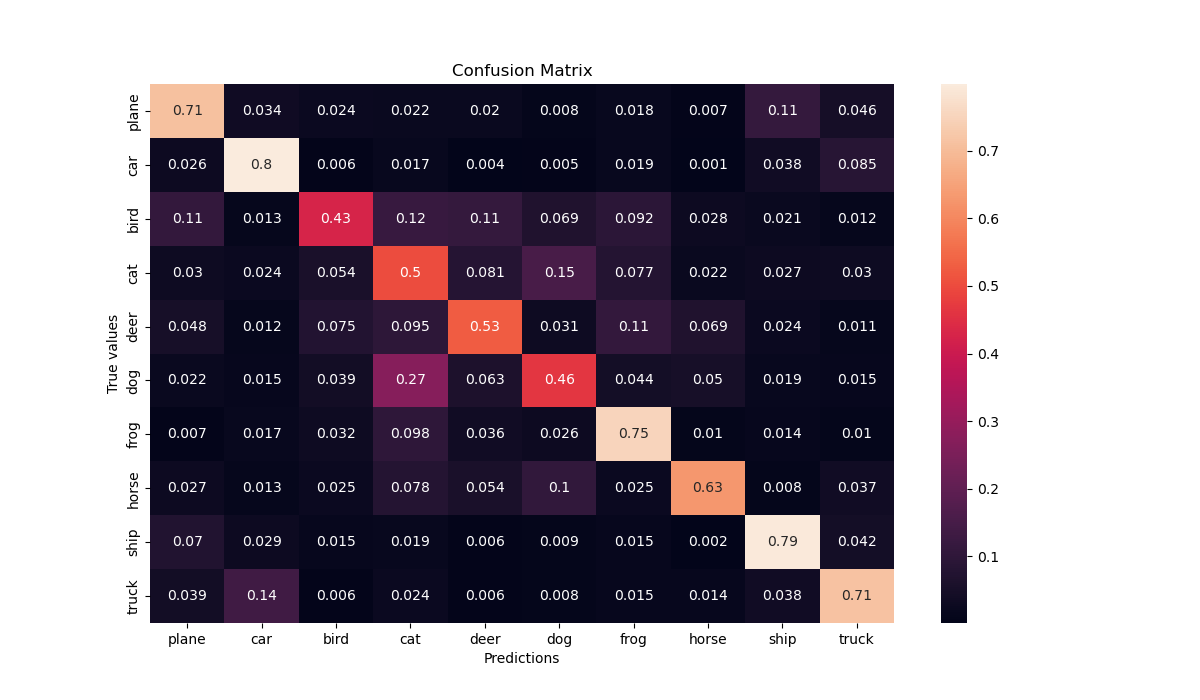 Confusion Matrix
plane 0.71 0.034 0.024 0.022 0.02 0.008 0.018 0.007 0.11 0.046
car 0.026 0.8 0.006 0.017 0.004 0.005 0.019 0.001 0.038 0.085
bird 0.11 0.013 0.43 0.12 0.11 0.069 0.092 0.028 0.021 0.012
cat 0.03 0.024 0.054 0.5 0.081 0.15 0.077 0.022 0.027 0.03
deer 0.048 0.012 0.075 0.095 0.53 0.031 0.11 0.069 0.024 0.011
dog 0.022 0.015 0.039 0.27 0.063 0.46 0.044 0.05 0.019 0.015
frog 0.007 0.017 0.032 0.098 0.036 0.026 0.75 0.01 0.014 0.01
horse 0.027 0.013 0.025 0.078 0.054 0.1 0.025 0.63 0.008 0.037
ship 0.07 0.029 0.015 0.019 0.006 0.009 0.015 0.002 0.79 0.042
truck 0.039 0.14 0.006 0.024 0.006 0.008 0.015 0.014 0.038 0.71
plane car bird cat deer dog frog horse ship truck
Predictions
True values
0.7
0.6
0.5
0.4
0.3
0.2
0.1